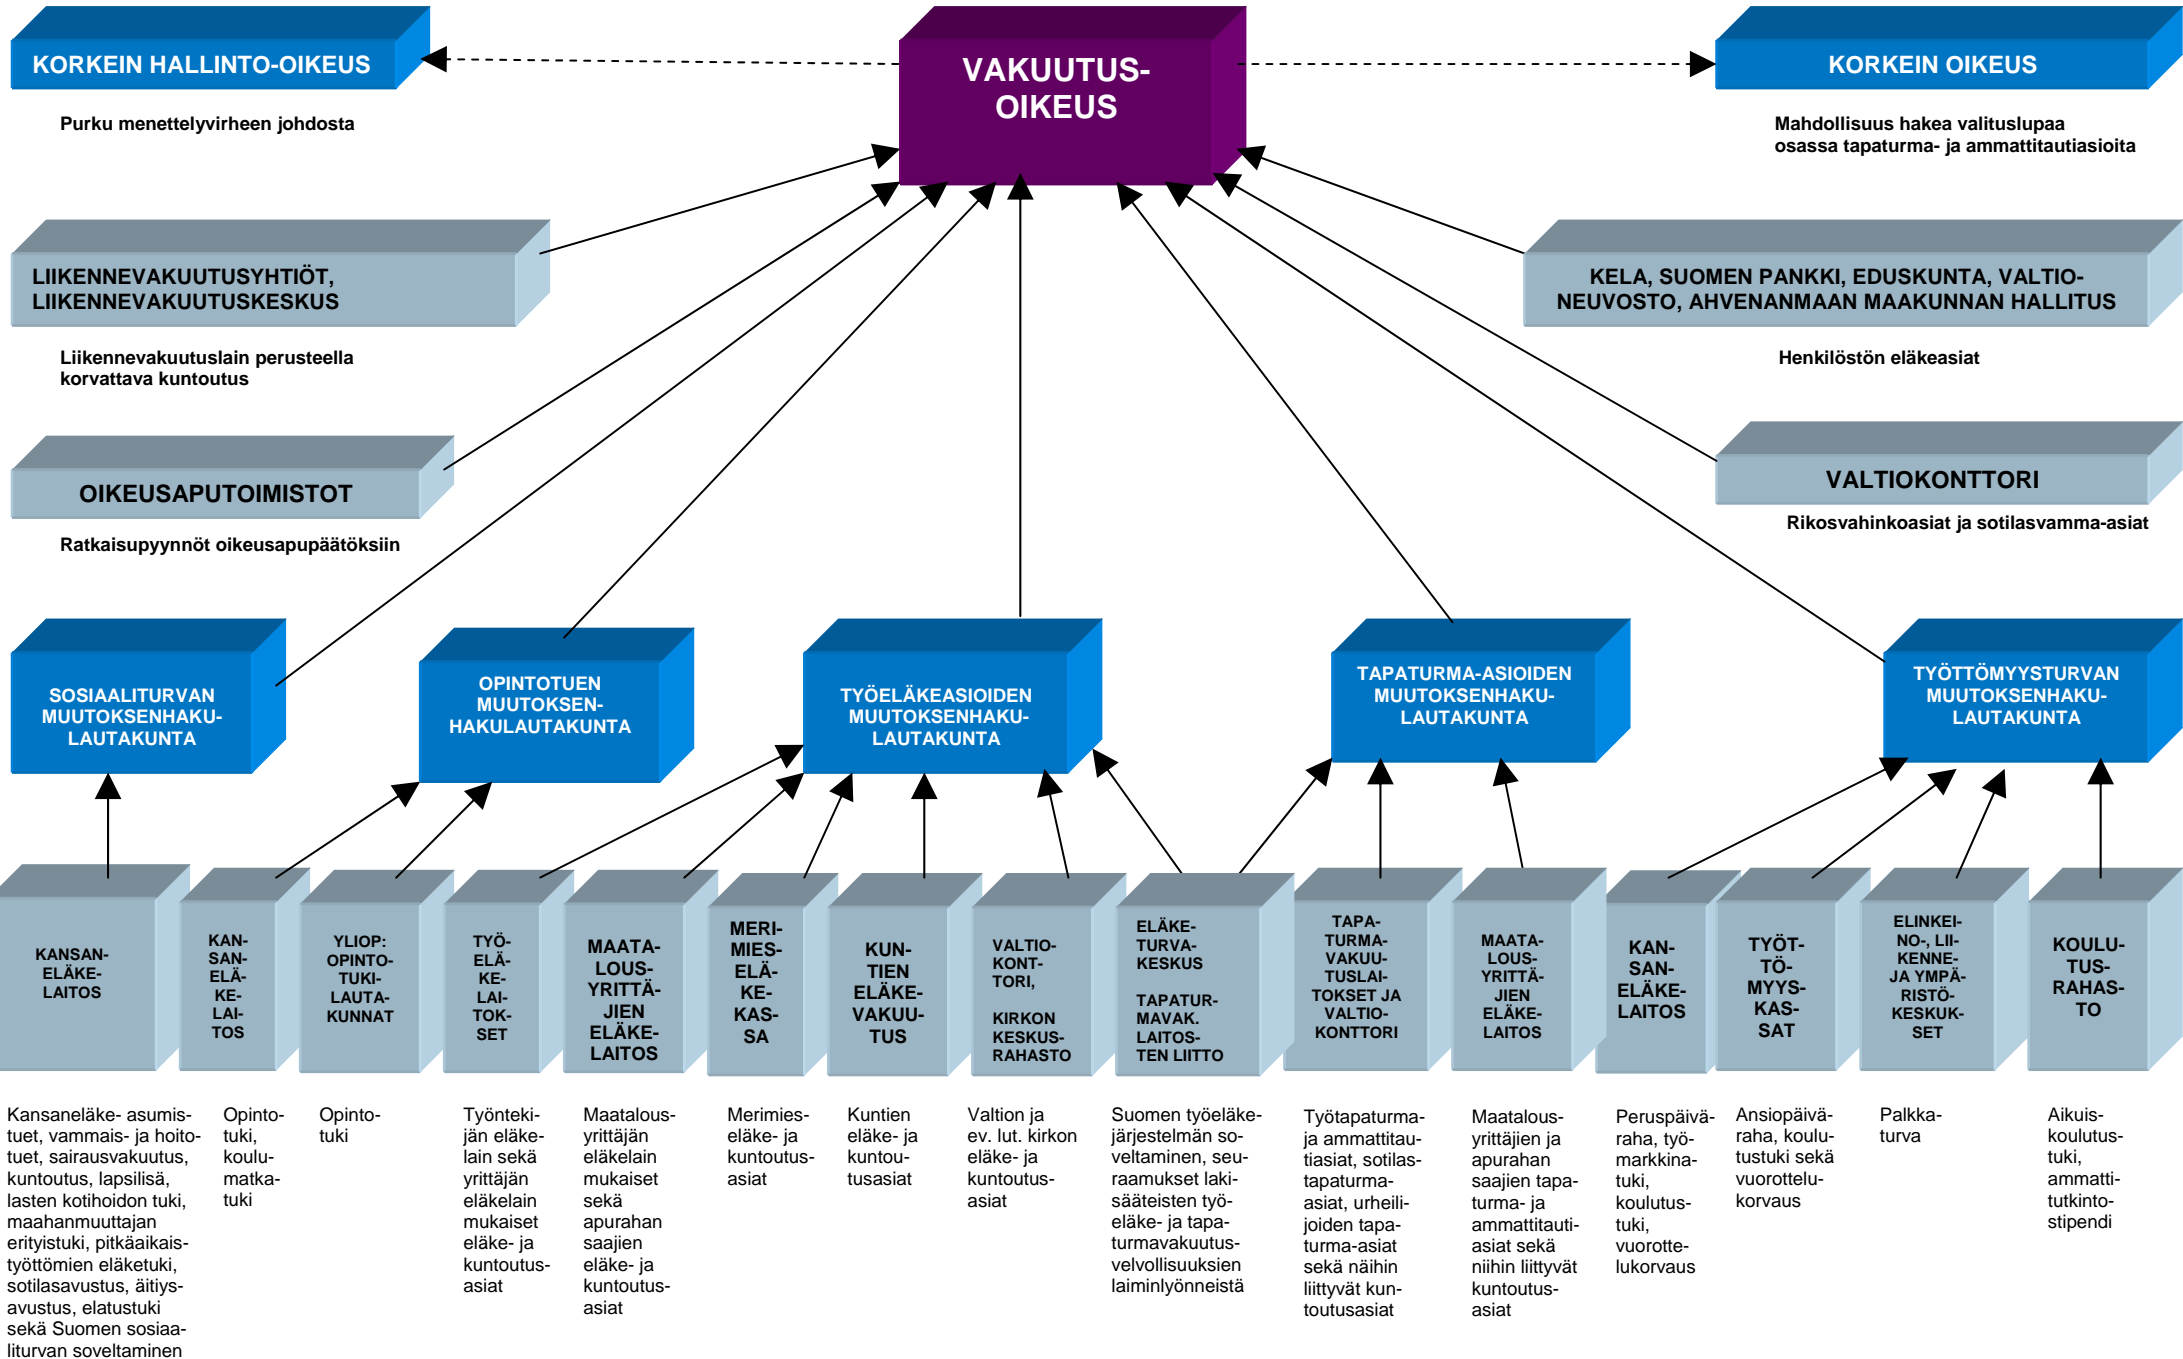 KORKEIN HALLINTO-OIKEUS
VAKUUTUS-
OIKEUS
KORKEIN OIKEUS
Purku menettelyvirheen johdosta
Mahdollisuus hakea valituslupaa
osassa tapaturma- ja ammattitautiasioita
LIIKENNEVAKUUTUSYHTIÖT,
LIIKENNEVAKUUTUSKESKUS
KELA, SUOMEN PANKKI, EDUSKUNTA, VALTIO-
NEUVOSTO, AHVENANMAAN MAAKUNNAN HALLITUS
Liikennevakuutuslain perusteella
korvattava kuntoutus
Henkilöstön eläkeasiat
OIKEUSAPUTOIMISTOT
VALTIOKONTTORI
Ratkaisupyynnöt oikeusapupäätöksiin
Rikosvahinkoasiat ja sotilasvamma-asiat
SOSIAALITURVAN
MUUTOKSENHAKU-
LAUTAKUNTA
OPINTOTUEN
MUUTOKSEN-
HAKULAUTAKUNTA
TYÖELÄKEASIOIDEN
MUUTOKSENHAKU-
LAUTAKUNTA
TAPATURMA-ASIOIDEN
MUUTOKSENHAKU-
LAUTAKUNTA
TYÖTTÖMYYSTURVAN
MUUTOKSENHAKU-
LAUTAKUNTA
KANSAN-
ELÄKE-
LAITOS
KAN-
SAN-
ELÄ-
KE-
LAI-
TOS
YLIOP:
OPINTO-
TUKI-
LAUTA-
KUNNAT
TYÖ-
ELÄ-
KE-
LAI-
TOK-
SET
MAATA-
LOUS-
YRITTÄ-
JIEN
ELÄKE-
LAITOS
MERI-
MIES-
ELÄ-
KE-
KAS-
SA
KUN-
TIEN
ELÄKE-
VAKUU-
TUS
VALTIO-
KONT-
TORI,
KIRKON
KESKUS-
RAHASTO
ELÄKE-
TURVA-
KESKUS
TAPATUR-
MAVAK.
LAITOS-
TEN LIITTO
TAPA-
TURMA-
VAKUU-
TUSLAI-
TOKSET JA
VALTIO-
KONTTORI
MAATA-
LOUS-
YRITTÄ-
JIEN
ELÄKE-
LAITOS
KAN-
SAN-
ELÄKE-
LAITOS
TYÖT-
TÖ-
MYYS-
KAS-
SAT
ELINKEI-
NO-, LII-
KENNE-
JA YMPÄ-
RISTÖ-
KESKUK-
SET
KOULU-
TUS-
RAHAS-
TO
Kansaneläke- asumis-
tuet, vammais- ja hoito-
tuet, sairausvakuutus,
kuntoutus, lapsilisä,
lasten kotihoidon tuki,
maahanmuuttajan
erityistuki, pitkäaikais-
työttömien eläketuki,
sotilasavustus, äitiys-
avustus, elatustuki
sekä Suomen sosiaa-
liturvan soveltaminen
Opinto-
tuki,
koulu-
matka-
tuki
Opinto-
tuki
Työnteki-
jän eläke-
lain sekä
yrittäjän
eläkelain
mukaiset
eläke- ja
kuntoutus-
asiat
Maatalous-
yrittäjän
eläkelain
mukaiset
sekä
apurahan
saajien
eläke- ja
kuntoutus-
asiat
Merimies-
eläke- ja
kuntoutus-
asiat
Kuntien
eläke- ja
kuntou-
tusasiat
Valtion ja
ev. lut. kirkon
eläke- ja
kuntoutus-
asiat
Suomen työeläke-
järjestelmän so-
veltaminen, seu-
raamukset laki-
sääteisten työ-
eläke- ja tapa-
turmavakuutus-
velvollisuuksien
laiminlyönneistä
Työtapaturma-
ja ammattitau-
tiasiat, sotilas-
tapaturma-
asiat, urheili-
joiden tapa-
turma-asiat
sekä näihin
liittyvät kun-
toutusasiat
Maatalous-
yrittäjien ja
apurahan
saajien tapa-
turma- ja
ammattitauti-
asiat sekä
niihin liittyvät
kuntoutus-
asiat
Peruspäivä-
raha, työ-
markkina-
tuki,
koulutus-
tuki,
vuorotte-
lukorvaus
Ansiopäivä-
raha, koulu-
tustuki sekä
vuorottelu-
korvaus
Palkka-
turva
Aikuis-
koulutus-
tuki,
ammatti-
tutkinto-
stipendi